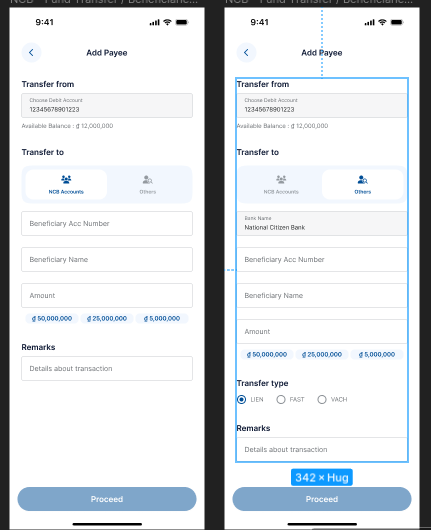 NCB - Fund Transfer / Beneficiane...
NCB - Fund Transfer / Beneficiane...
9:41
Add Payee
Transfer from
Choose Debit Account
12345678901223
Available Balance : ₫ 12,000,000
Transfer to
NCB Accounts
Others
Beneficiary Acc Number
Beneficiary Name
Amount
₫ 50,000,000
₫ 25,000,000
₫ 5,000,000
Remarks
Details about transaction
Proceed
9:41
Add Payee
Transfer from
Choose Debit Account
12345678901223
Available Balance : ₫ 12,000,000
Transfer to
NCB Accounts
Others
Bank Name
National Citizen Bank
Beneficiary Acc Number
Beneficiary Name
Amount
₫ 50,000,000
₫ 25,000,000
₫ 5,000,000
Transfer type
LIEN
FAST
VACH
Remarks
Details about transaction
342 × Hug
Proceed